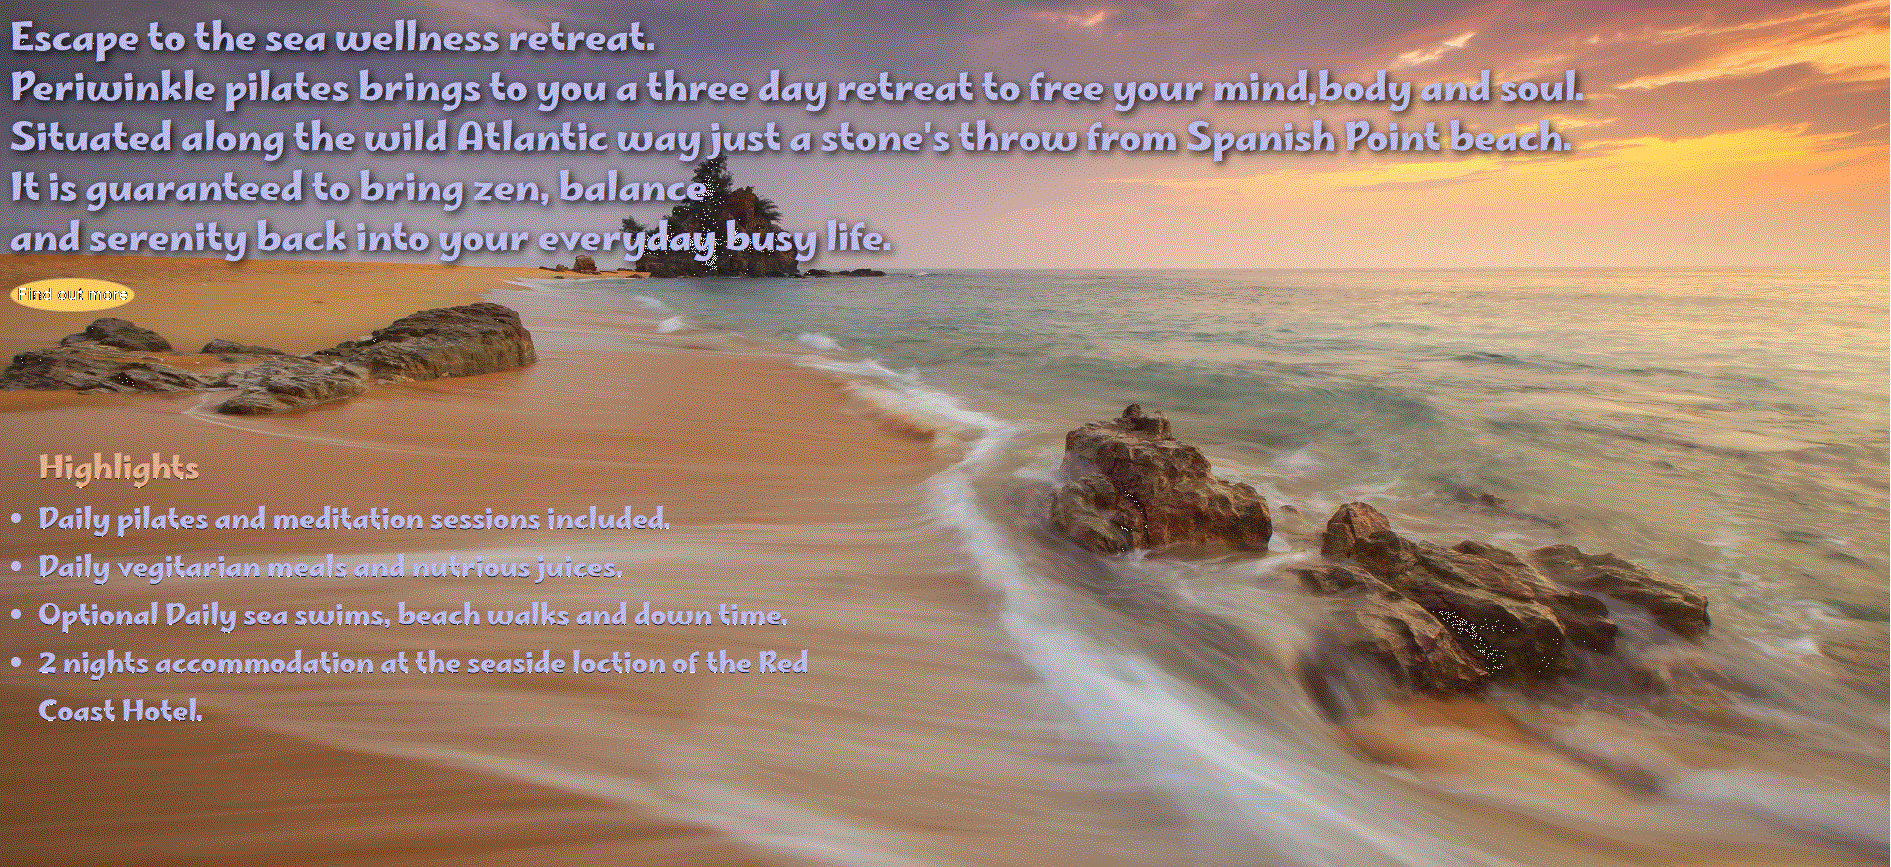 Escape to the sea wellness retreat.
Periwinkle pilates brings to you a three day retreat to free your mind,body and soul.
Situated along the wild Atlantic way just a stone's throw from Spanish Point beach.
It is guaranteed to bring zen, balance
and serenity back into your everyday busy life.
Find out more
Highlights
• Daily pilates and meditation sessions included.
• Daily vegitarian meals and nutrious juices.
• Optional Daily sea swims, beach walks and down time.
• 2 nights accommodation at the seaside loction of the Red
Coast Hotel.